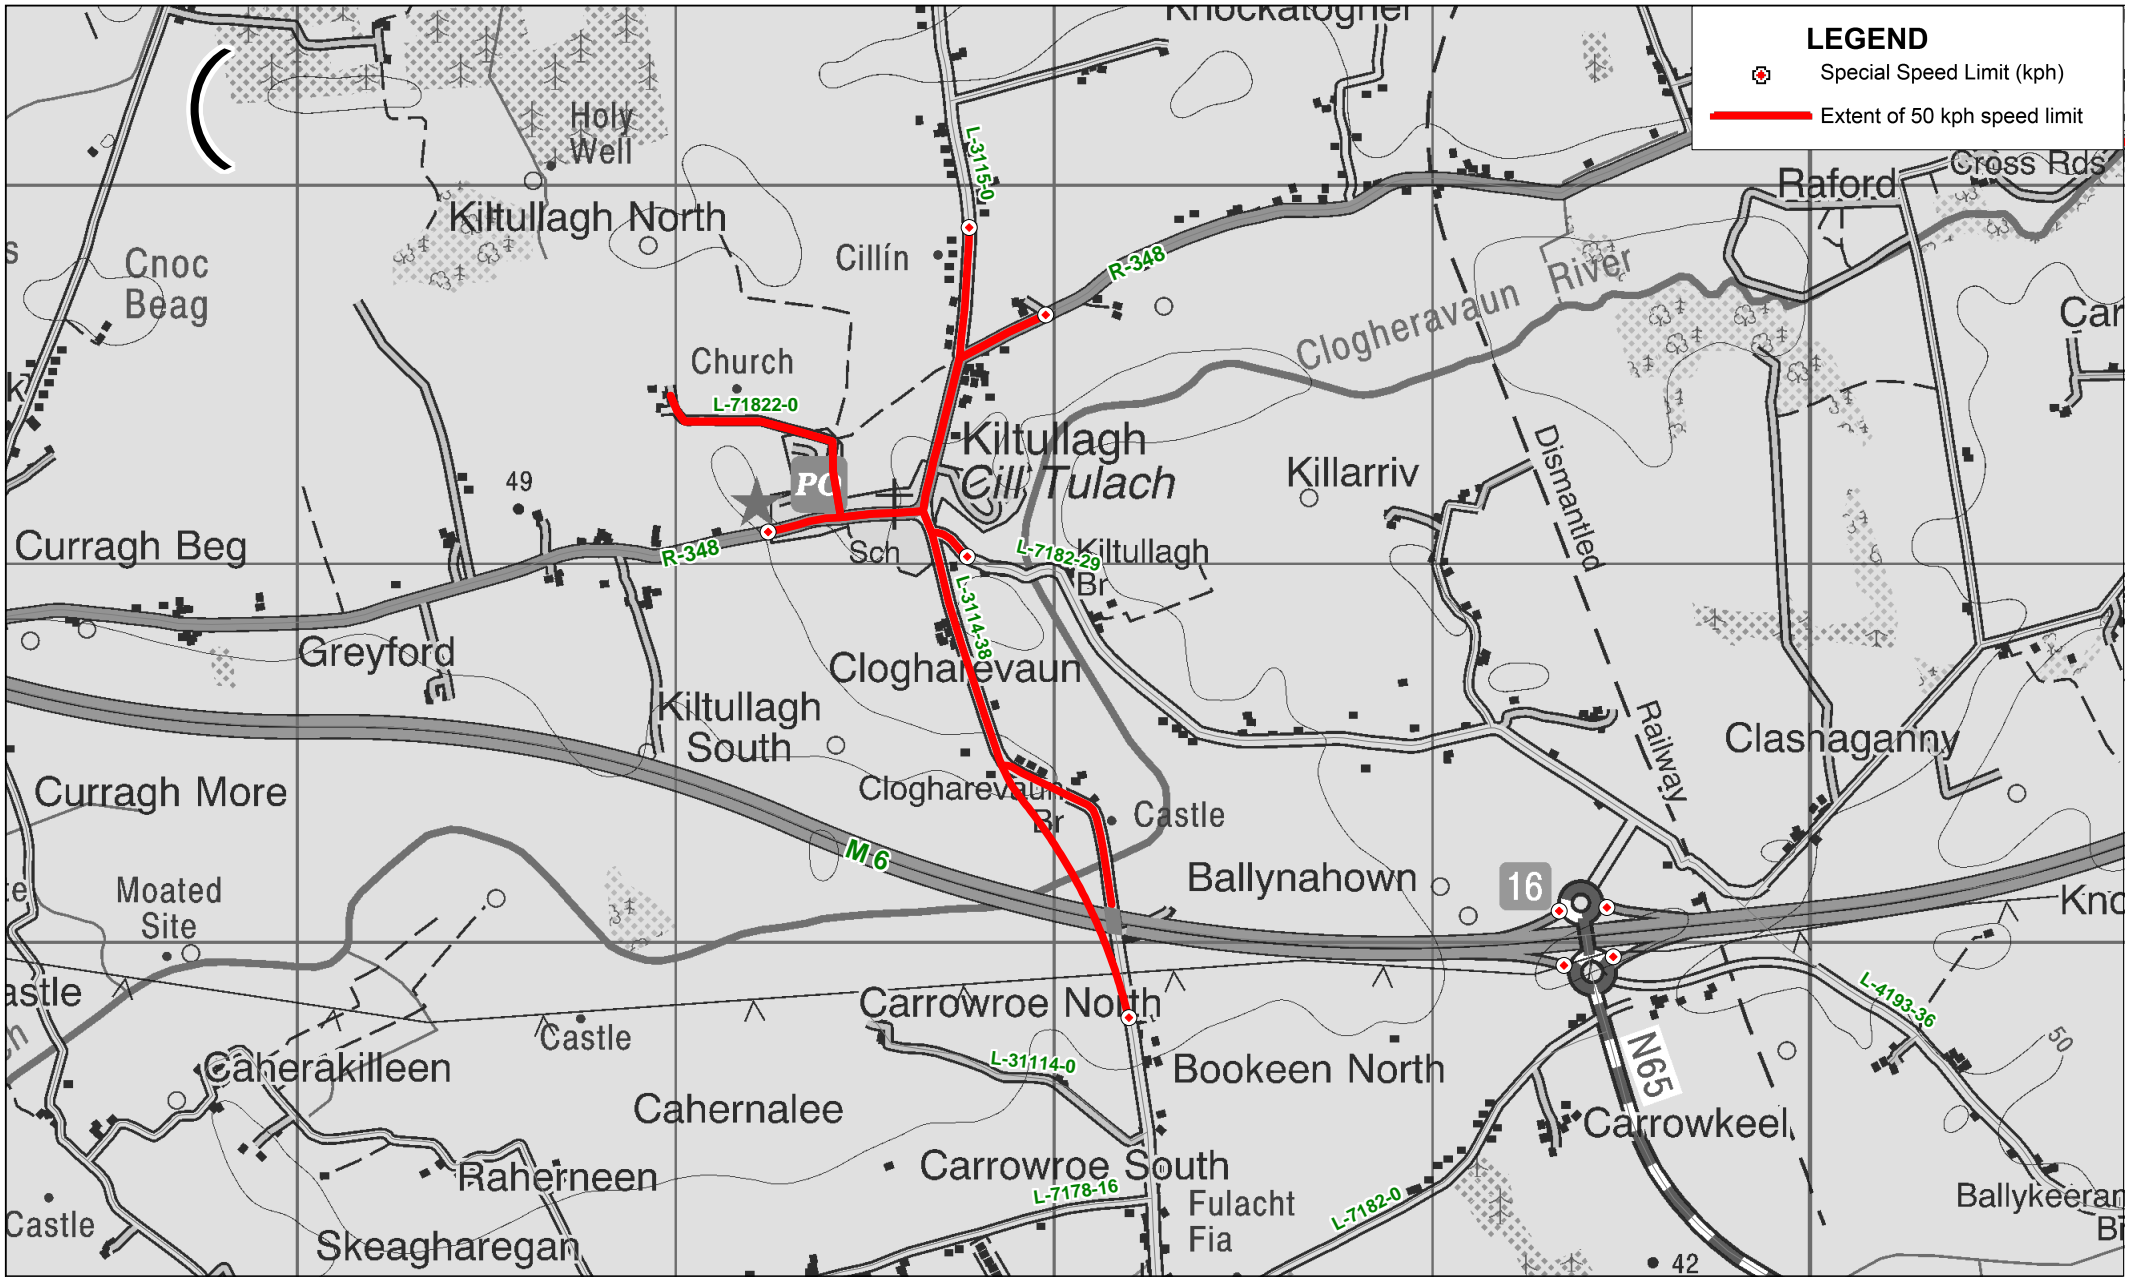 LEGEND
Special Speed Limit (kph)
Extent of 50 kph speed limit
Holy
Well
L-3115-0
Cross Rds
Raford
Kiltullagh North
Cnoc
Beag
Cillín
R-348
Clogheravaun River
Church
L-71822-0
Kiltullagh
Cill Tulach
PO
Killarriv
49
Dismantled
Railway
Curragh Beg
R-348
Sch
L-7182-29
Kiltullagh
Br
L-3114-38
Greyford
Clogharevaun
Kiltullagh
South
Clashaganny
Curragh More
Clogharevaun
Br
Castle
M 6
Moated
Site
Ballynahown
16
Castle
Carrowroe North
L-4193-36
50
L-31114-0
Caherakilleen
Bookeen North
N65
Cahernalee
Carrowkeel
Raherneen
Carrowroe South
L-7178-16
Fulacht
Fia
L-7182-0
Castle
Skeagharegan
42